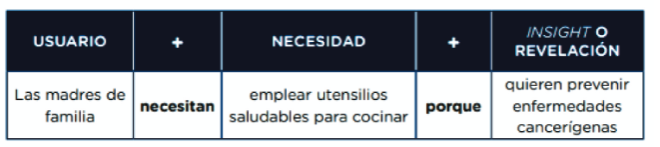 USUARIO
+
NECESIDAD
+
INSIGHT O
REVELACIÓN
Las madres de
familia
necesitan
emplear utensilios
saludables para cocinar
porque
quieren prevenir
enfermedades
cancerígenas